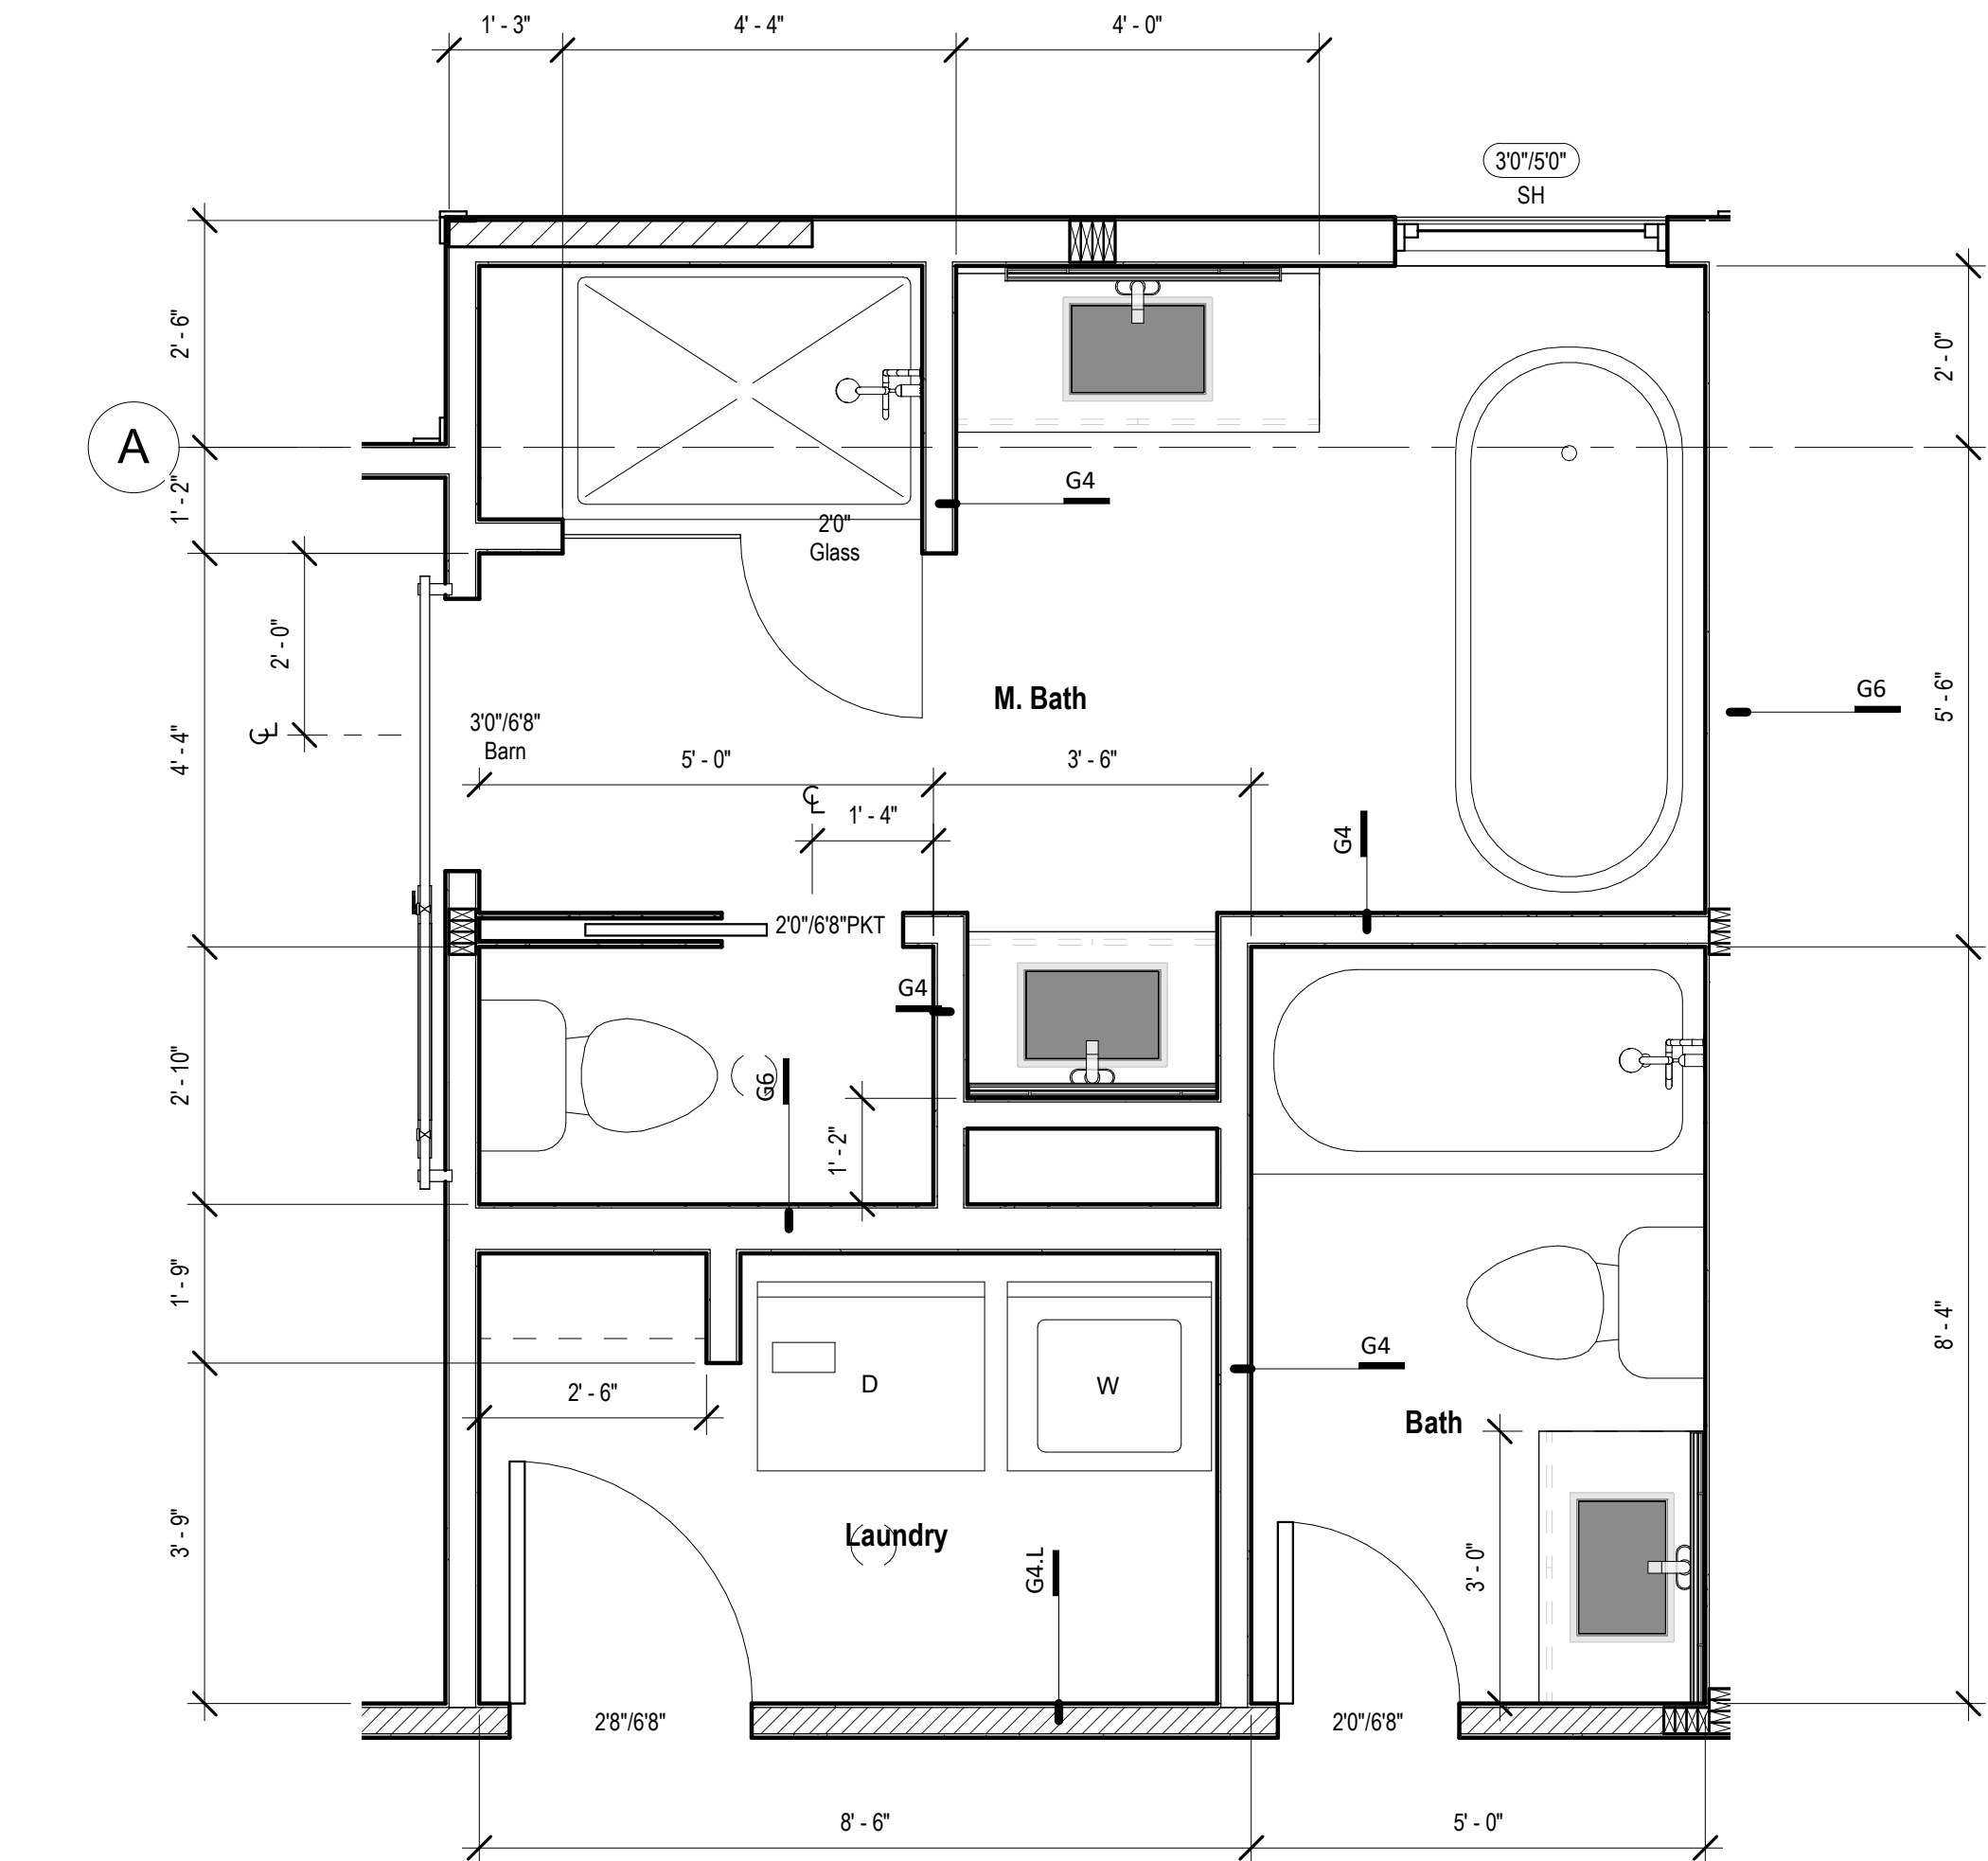 1' - 3"
4' - 4"
4' - 0"
3'0"/5'0"
SH
2' - 6"
2' - 0"
A
1' - 2"
G4
2'0"
Glass
2' - 0"
M. Bath
G6
5' - 6"
3'0"/6'8"
Barn
4' - 4"
5' - 0"
3' - 6"
CL
CL
1' - 4"
G4
2'0"/6'8"PKT
G4
2' - 10"
G6
1' - 2"
1' - 9"
8' - 4"
G4
D
W
2' - 6"
Bath
3' - 9"
Laundry
G4.L
3' - 0"
2'8"/6'8"
2'0"/6'8"
8' - 6"
5' - 0"